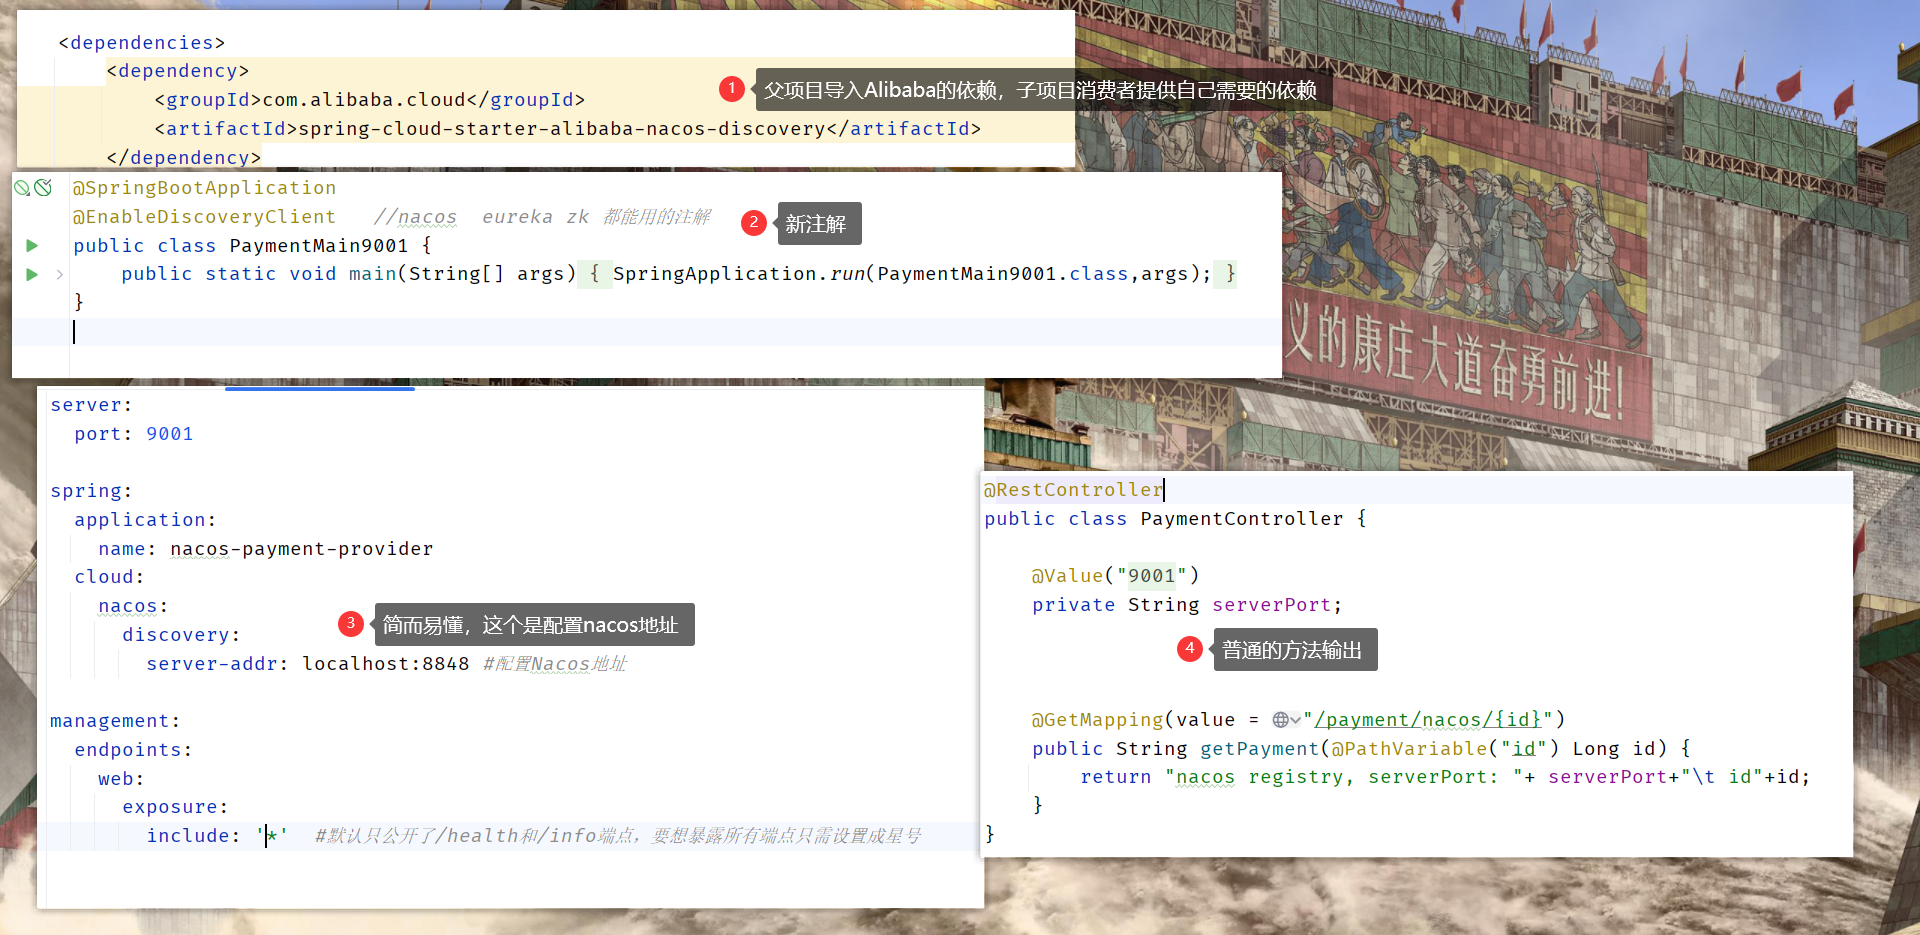 <dependencies>
<dependency>
<groupId>com.alibaba.cloud</groupId>
<artifactId>spring-cloud-starter-alibaba-nacos-discovery</artifactId>
</dependency>
1 父项目导入Alibaba的依赖，子项目消费者提供自己需要的依赖
@SpringBootApplication
@EnableDiscoveryClient //nacos eureka zk 都能用的注解
2 新注解
public class PaymentMain9001 {
public static void main(String[] args) { SpringApplication.run(PaymentMain9001.class,args); }
}
义的康庄大道奋勇前进!
server:
port: 9001
spring:
application:
name: nacos-payment-provider
cloud:
nacos:
discovery:
server-addr: localhost:8848 #配置Nacos地址
3 简而易懂，这个是配置nacos地址
management:
endpoints:
web:
exposure:
include: '*' #默认只公开了/health和/info端点，要想暴露所有端点只需设置成星号
@RestController
public class PaymentController {
@Value("9001")
private String serverPort;
4 普通的方法输出
@GetMapping(value = "/payment/nacos/{id}")
public String getPayment(@PathVariable("id") Long id) {
return "nacos registry, serverPort: "+ serverPort+"\t id"+id;
}
}